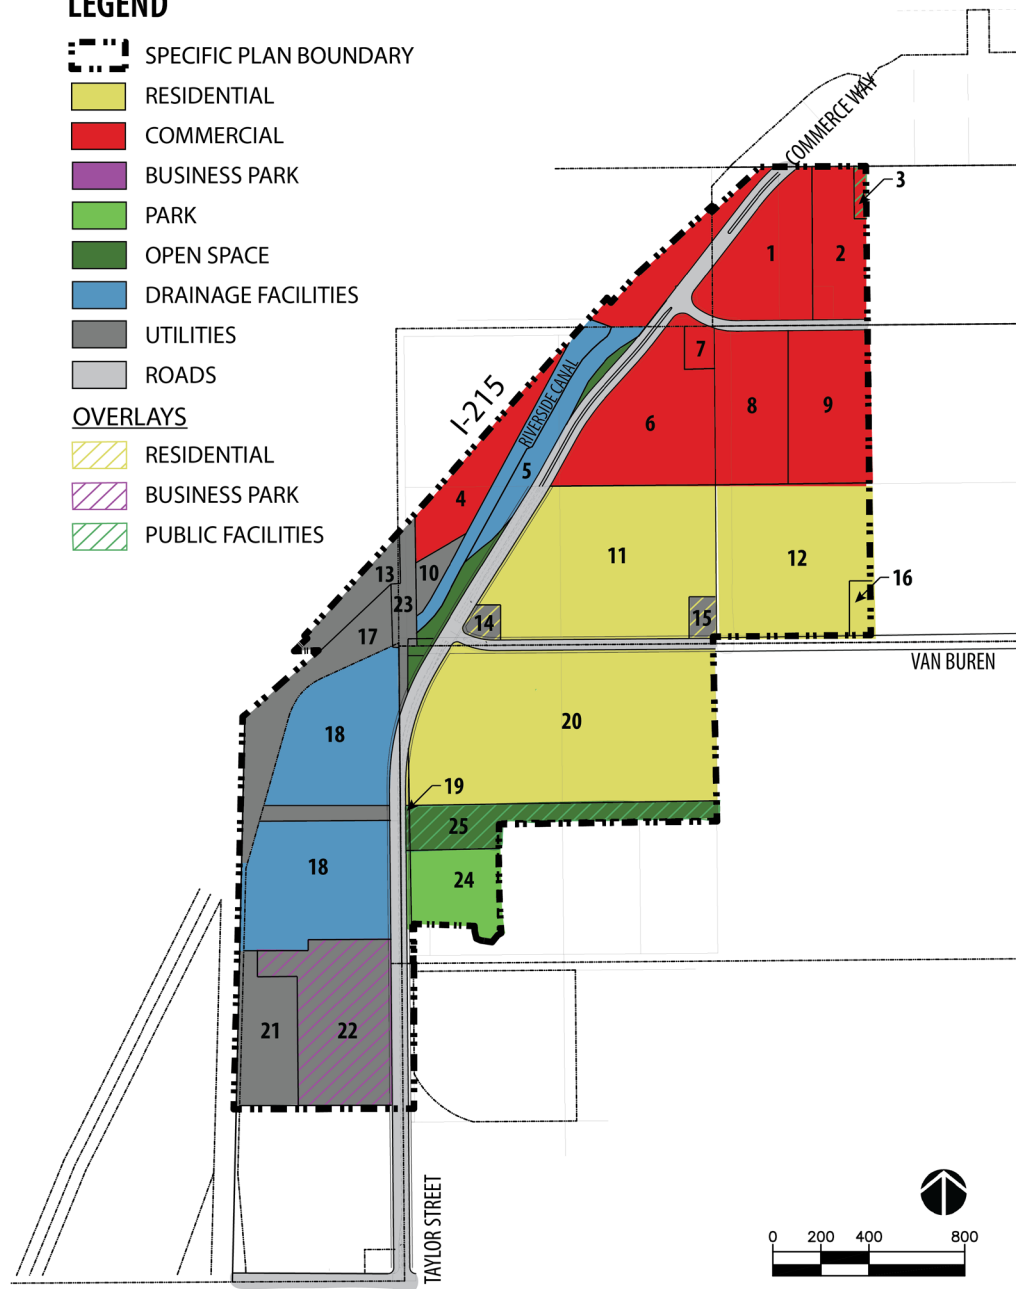 LEGEND
SPECIFIC PLAN BOUNDARY
RESIDENTIAL
COMMERCIAL
BUSINESS PARK
PARK
OPEN SPACE
DRAINAGE FACILITIES
UTILITIES
ROADS
OVERLAYS
RESIDENTIAL
BUSINESS PARK
PUBLIC FACILITIES
COMMERCE WAY
3
1
2
I-215
RIVERSIDE CANAL
7
6
8
9
5
4
11
12
13
10
16
23
14
15
17
VAN BUREN
18
20
19
25
18
24
21
22
TAYLOR STREET
0 200 400 800